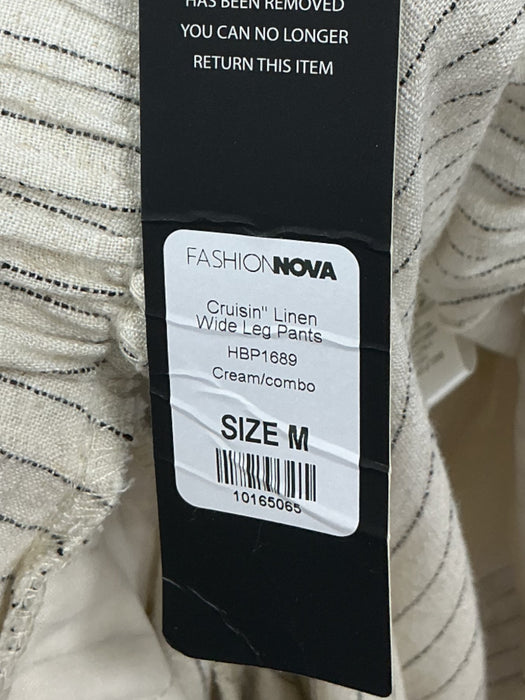 HAS BEEN REMOVED
YOU CAN NO LONGER
RETURN THIS ITEM
FASHIONNOVA
Cruisin" Linen
Wide Leg Pants
HBP1689
Cream/combo
SIZE M
10165065